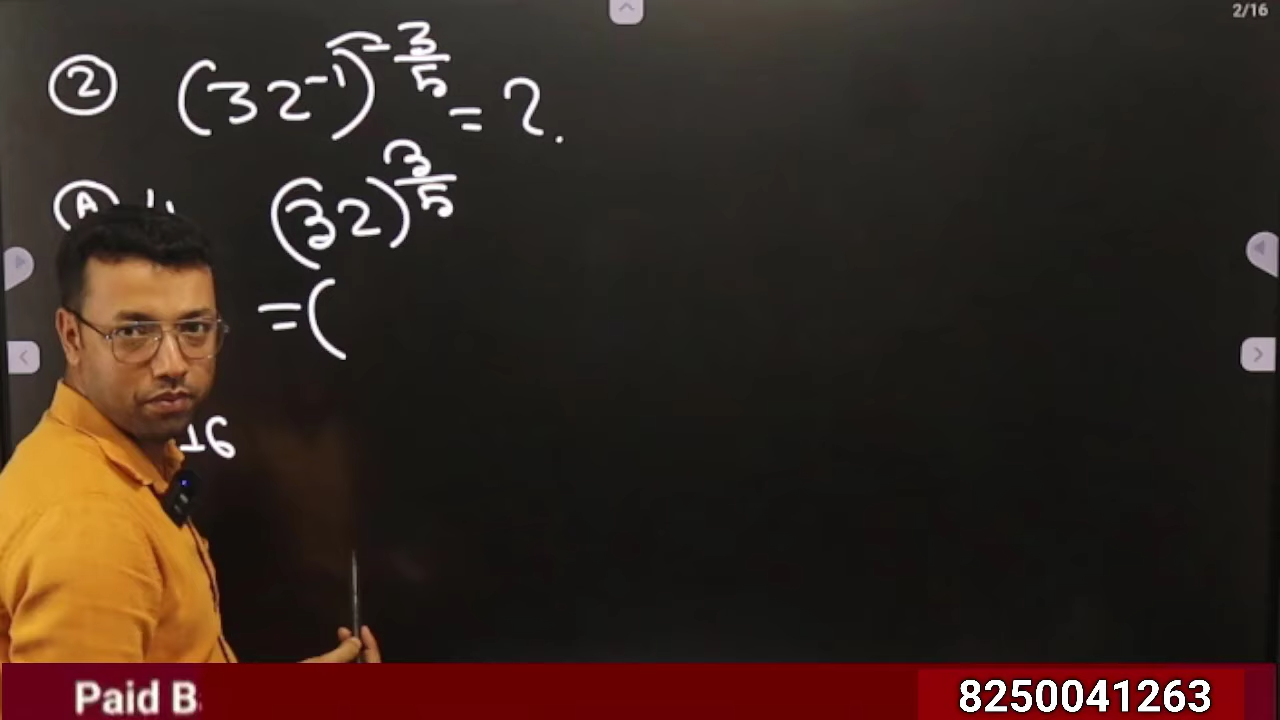 2/16
② (32⁻¹)^-3/5 = ?.
Ⓐ (32)^3/5
= (
16
Paid
8250041263